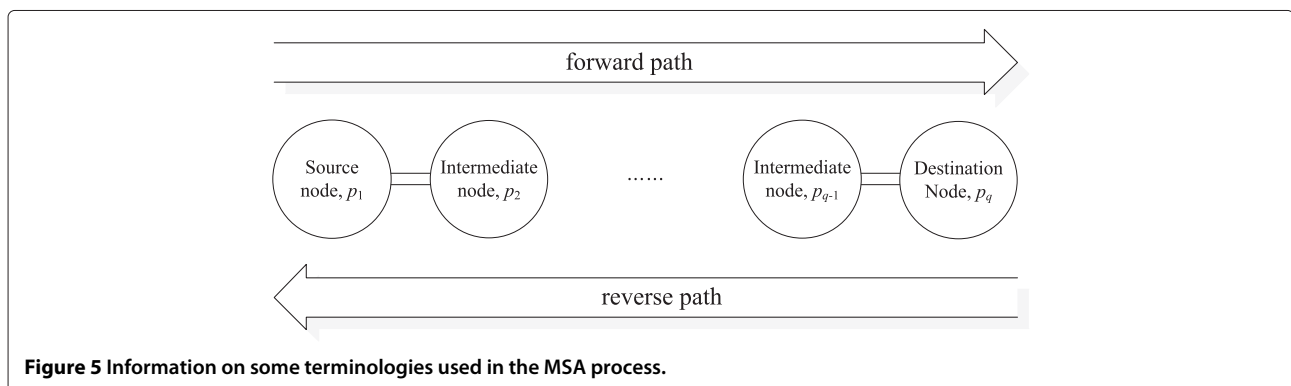 forward path
Source
node, p1
Intermediate
node, p2
......
Intermediate
node, pq-1
Destination
Node, pq
reverse path
Figure 5 Information on some terminologies used in the MSA process.